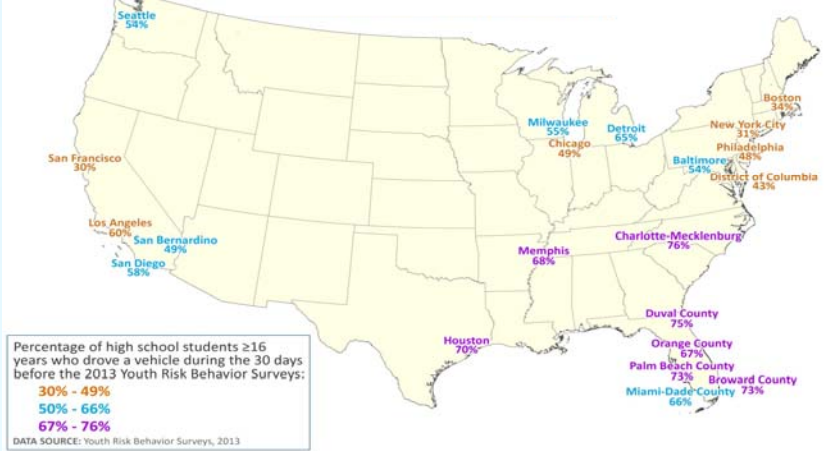 Seattle
54%
Boston
34%
New York City
31%
Milwaukee
55%
Detroit
65%
Chicago
49%
Philadelphia
48%
Baltimore
54%
District of Columbia
43%
San Francisco
30%
Los Angeles
60%
San Bernardino
49%
San Diego
58%
Charlotte-Mecklenburg
76%
Memphis
68%
Duval County
75%
Houston
70%
Orange County
67%
Palm Beach County
73%
Broward County
73%
Miami-Dade County
66%
Percentage of high school students ≥16
years who drove a vehicle during the 30 days
before the 2013 Youth Risk Behavior Surveys:
30% - 49%
50% - 66%
67% - 76%
DATA SOURCE: Youth Risk Behavior Surveys, 2013